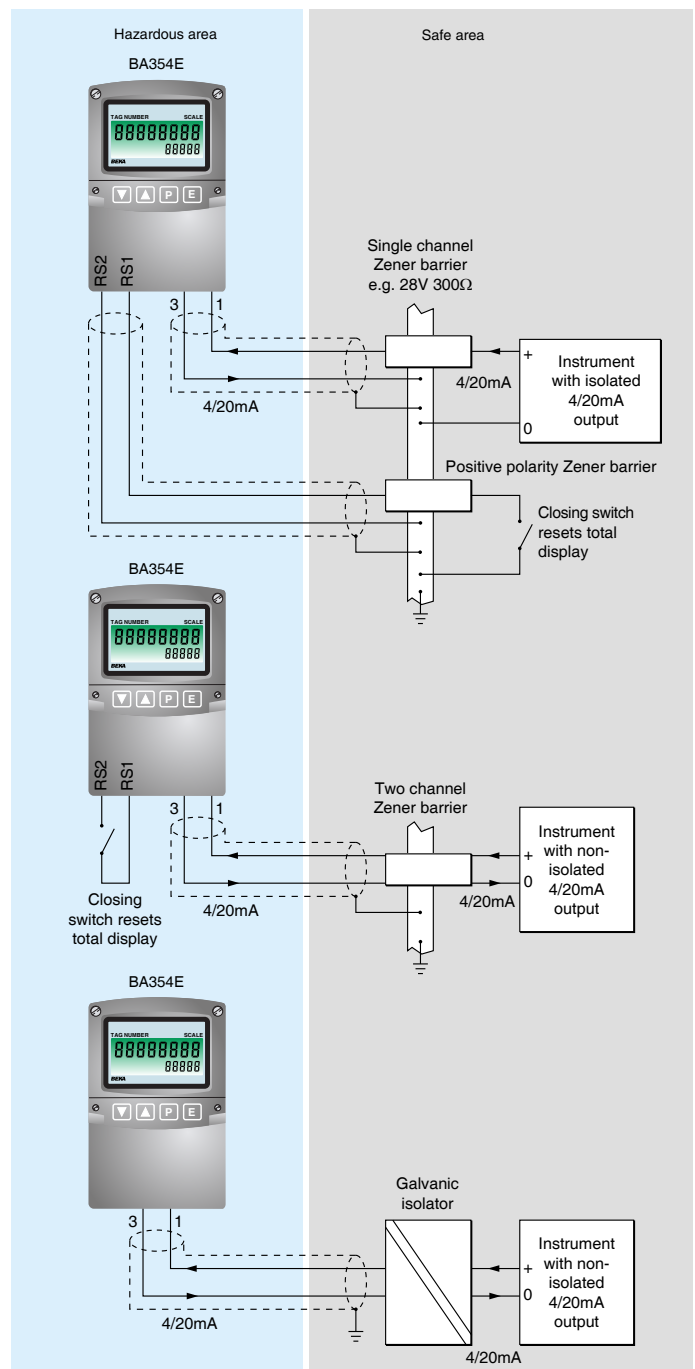 Hazardous area
Safe area
BA354E
TAG NUMBER
SCALE
88888888
88888
BEKA
P
E
RS2
RS1
3
1
4/20mA
Single channel
Zener barrier
e.g. 28V 300Ω
4/20mA
+
0
Instrument
with isolated
4/20mA
output
Positive polarity Zener barrier
Closing switch
resets total
display
BA354E
TAG NUMBER
SCALE
88888888
88888
BEKA
P
E
RS2
RS1
3
1
Closing
switch resets
total display
4/20mA
Two channel
Zener barrier
4/20mA
+
0
Instrument
with non-
isolated
4/20mA
output
BA354E
TAG NUMBER
SCALE
88888888
88888
BEKA
P
E
3
1
4/20mA
Galvanic
isolator
+
0
Instrument
with non-
isolated
4/20mA
output
4/20mA